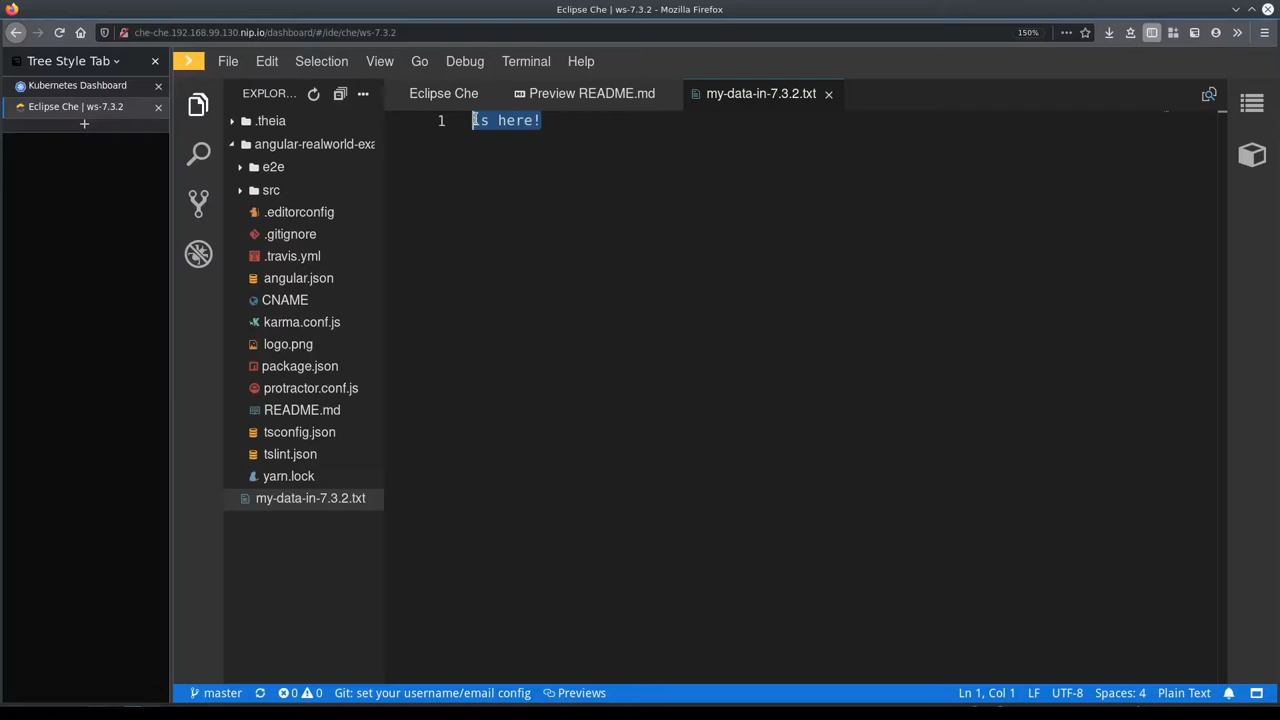 Eclipse Che | ws-7.3.2 - Mozilla Firefox
che-che.192.168.99.130.nip.io/dashboard/#/ide/che/ws-7.3.2
150%
Tree Style Tab
Kubernetes Dashboard
Eclipse Che | ws-7.3.2
File Edit Selection View Go Debug Terminal Help
EXPLOR...
Eclipse Che
Preview README.md
my-data-in-7.3.2.txt
1 is here!
.theia
angular-realworld-exa
e2e
src
.editorconfig
.gitignore
.travis.yml
angular.json
CNAME
karma.conf.js
logo.png
package.json
protractor.conf.js
README.md
tsconfig.json
tslint.json
yarn.lock
my-data-in-7.3.2.txt
master 0 0 Git: set your username/email config Previews Ln 1, Col 1 LF UTF-8 Spaces: 4 Plain Text